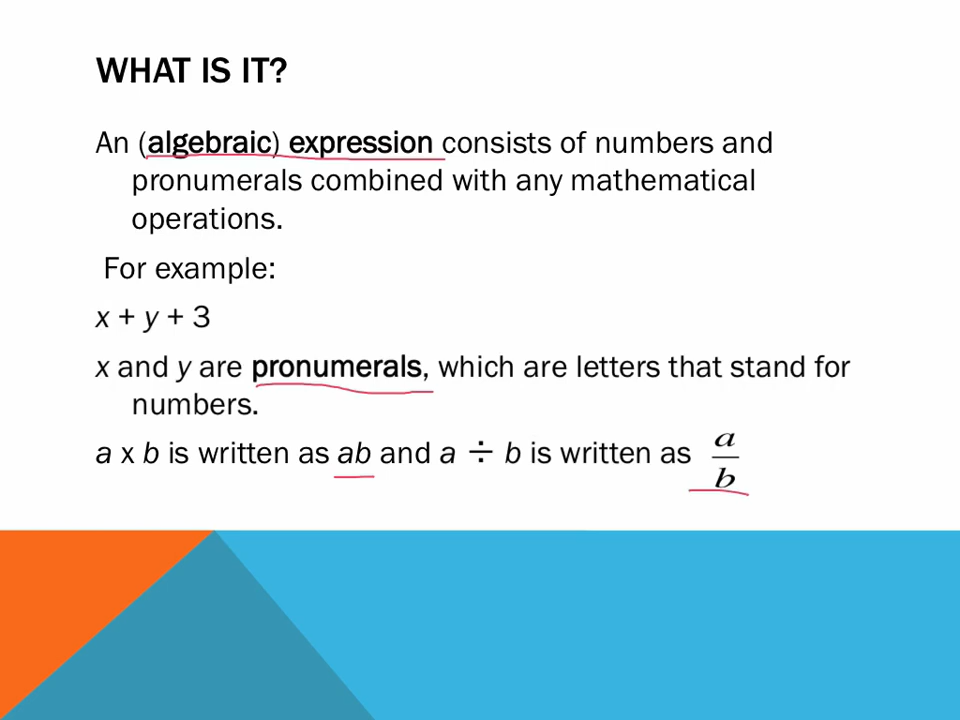 WHAT IS IT?
An (algebraic) expression consists of numbers and
pronumerals combined with any mathematical
operations.
For example:
x + y + 3
x and y are pronumerals, which are letters that stand for
numbers.
a x b is written as ab and a ÷ b is written as a/b